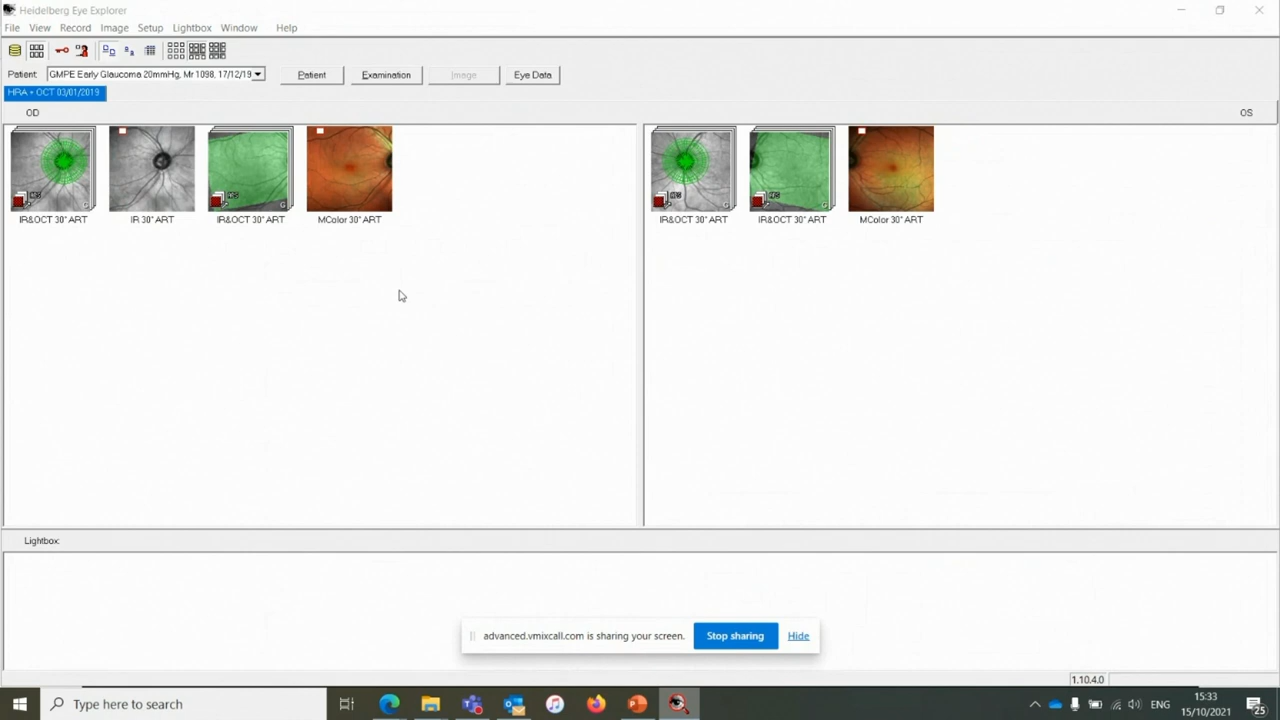 Heidelberg Eye Explorer
File View Record Image Setup Lightbox Window Help
Patient: GMPE Early Glaucoma 20mmHg, Mr 1098, 17/12/19 Patient Examination Image Eye Data
HRA + OCT 03/01/2019
OD OS
IR&OCT 30° ART IR 30° ART IR&OCT 30° ART MColor 30° ART IR&OCT 30° ART IR&OCT 30° ART MColor 30° ART
Lightbox:
advanced.vmixcall.com is sharing your screen. Stop sharing Hide
1.10.4.0
Type here to search ENG 15:33
15/10/2021 25